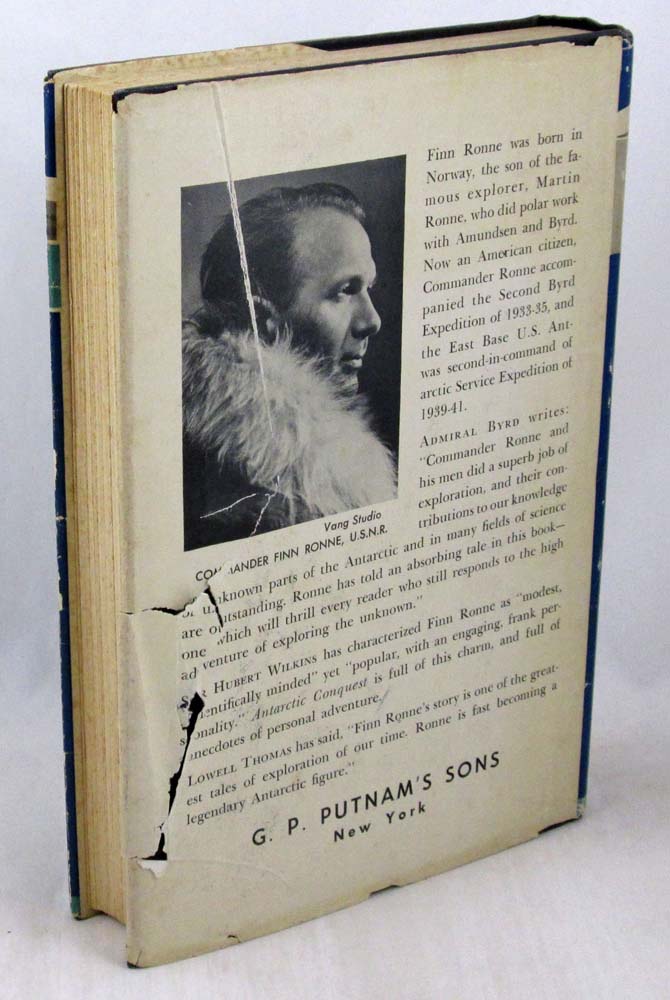 Finn Ronne was born in
Norway, the son of the fa-
mous explorer, Martin
Ronne, who did polar work
with Amundsen and Byrd.
Now an American citizen,
Commander Ronne accom-
panied the Second Byrd
Expedition of 1933-35, and
the East Base U.S. Ant-
was second-in-command of
arctic Service Expedition of
1939-41.
ADMIRAL BYRD writes:
"Commander Ronne and
his men did a superb job of
exploration, and their con-
tributions to our knowledge
Vang Studio
COMMANDER FINN RONNE, U.S.N.R.
of unknown parts of the Antarctic and in many fields of science
are outstanding. Ronne has told an absorbing tale in this book—
one which will thrill every reader who still responds to the high
adventure of exploring the unknown."
SIR HUBERT WILKINS has characterized Finn Ronne as "modest,
scientifically minded" yet "popular, with an engaging, frank per-
sonality." Antarctic Conquest is full of this charm, and full of
anecdotes of personal adventure.
LOWELL THOMAS has said, "Finn Ronne's story is one of the great-
est tales of exploration of our time. Ronne is fast becoming a
legendary Antarctic figure."
G. P. PUTNAM'S SONS
New York